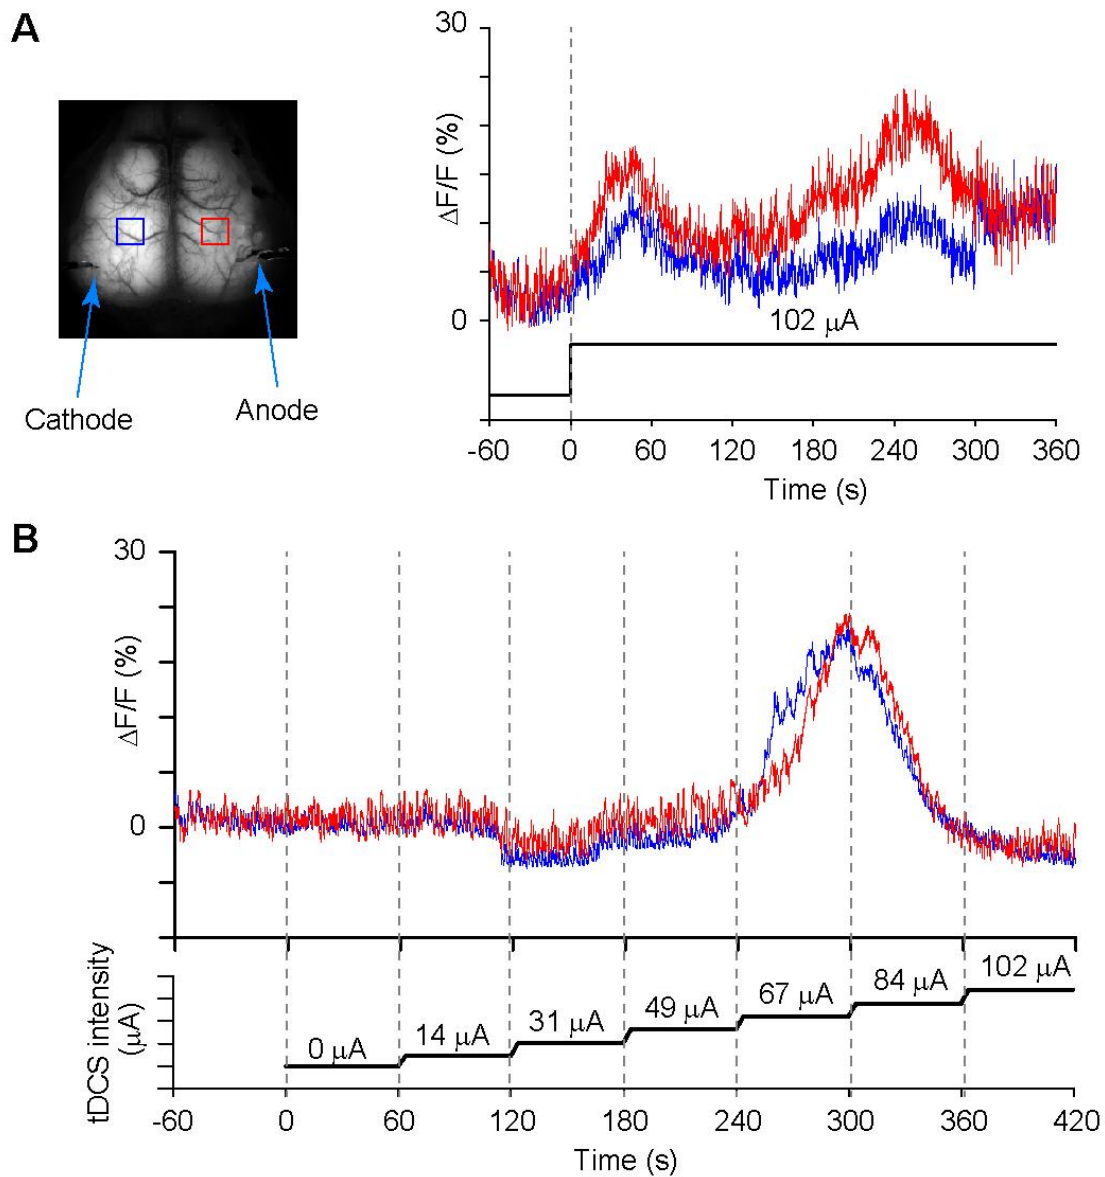 A
30
ΔF/F (%)
0
102 μA
Cathode
Anode
-60 0 60 120 180 240 300 360
Time (s)
B
30
ΔF/F (%)
0
tDCS intensity
(μA)
0 μA 14 μA 31 μA 49 μA 67 μA 84 μA 102 μA
-60 0 60 120 180 240 300 360 420
Time (s)